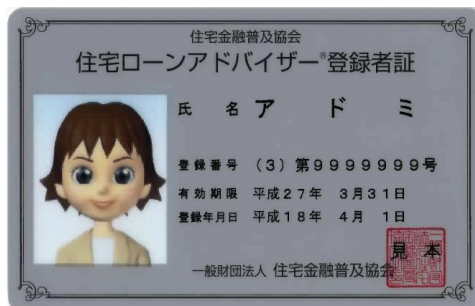 住宅金融普及協会
住宅ローンアドバイザー®登録者証
氏 名 ア ド ミ
登録番号 (3)第9999999号
有効期限 平成27年 3月31日
登録年月日 平成18年 4月 1日
見 本
一般財団法人 住宅金融普及協会